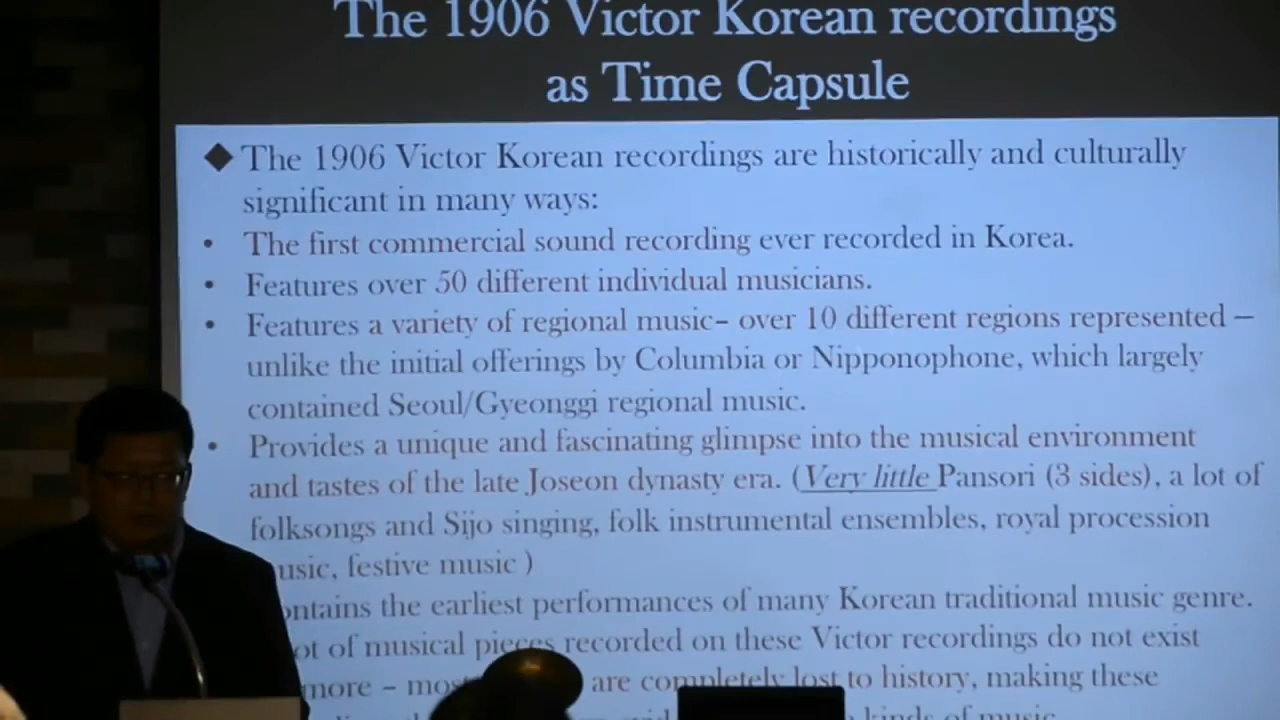 The 1906 Victor Korean recordings
as Time Capsule
◆ The 1906 Victor Korean recordings are historically and culturally
significant in many ways:
• The first commercial sound recording ever recorded in Korea.
• Features over 50 different individual musicians.
• Features a variety of regional music– over 10 different regions represented –
unlike the initial offerings by Columbia or Nipponophone, which largely
contained Seoul/Gyeonggi regional music.
• Provides a unique and fascinating glimpse into the musical environment
and tastes of the late Joseon dynasty era. (Very little Pansori (3 sides), a lot of
folksongs and Sijo singing, folk instrumental ensembles, royal procession
usic, festive music )
ontains the earliest performances of many Korean traditional music genre.
ot of musical pieces recorded on these Victor recordings do not exist
more – are completely lost to history, making these
kinds of music